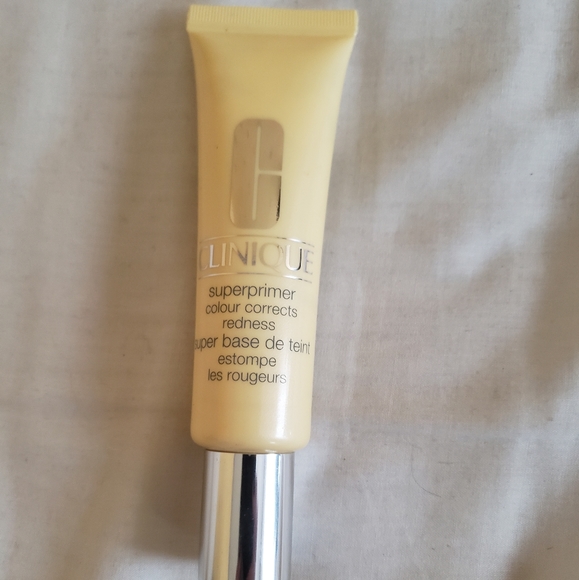 CLINIQUE
superprimer
colour corrects
redness
super base de teint
estompe
les rougeurs